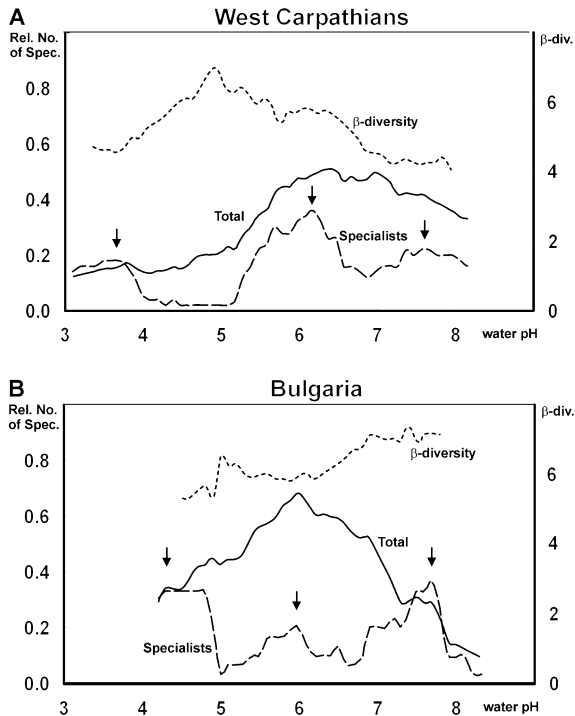 A
West Carpathians
Rel. No.
of Spec.
β-div.
0.8
6
β-diversity
0.6
4
0.4
Total
Specialists
0.2
2
0.0
0
3 4 5 6 7 8 water pH
B
Bulgaria
Rel. No.
of Spec.
β-div.
β-diversity
0.8
6
0.6
Total
4
0.4
2
0.2
Specialists
0.0
0
3 4 5 6 7 8 water pH